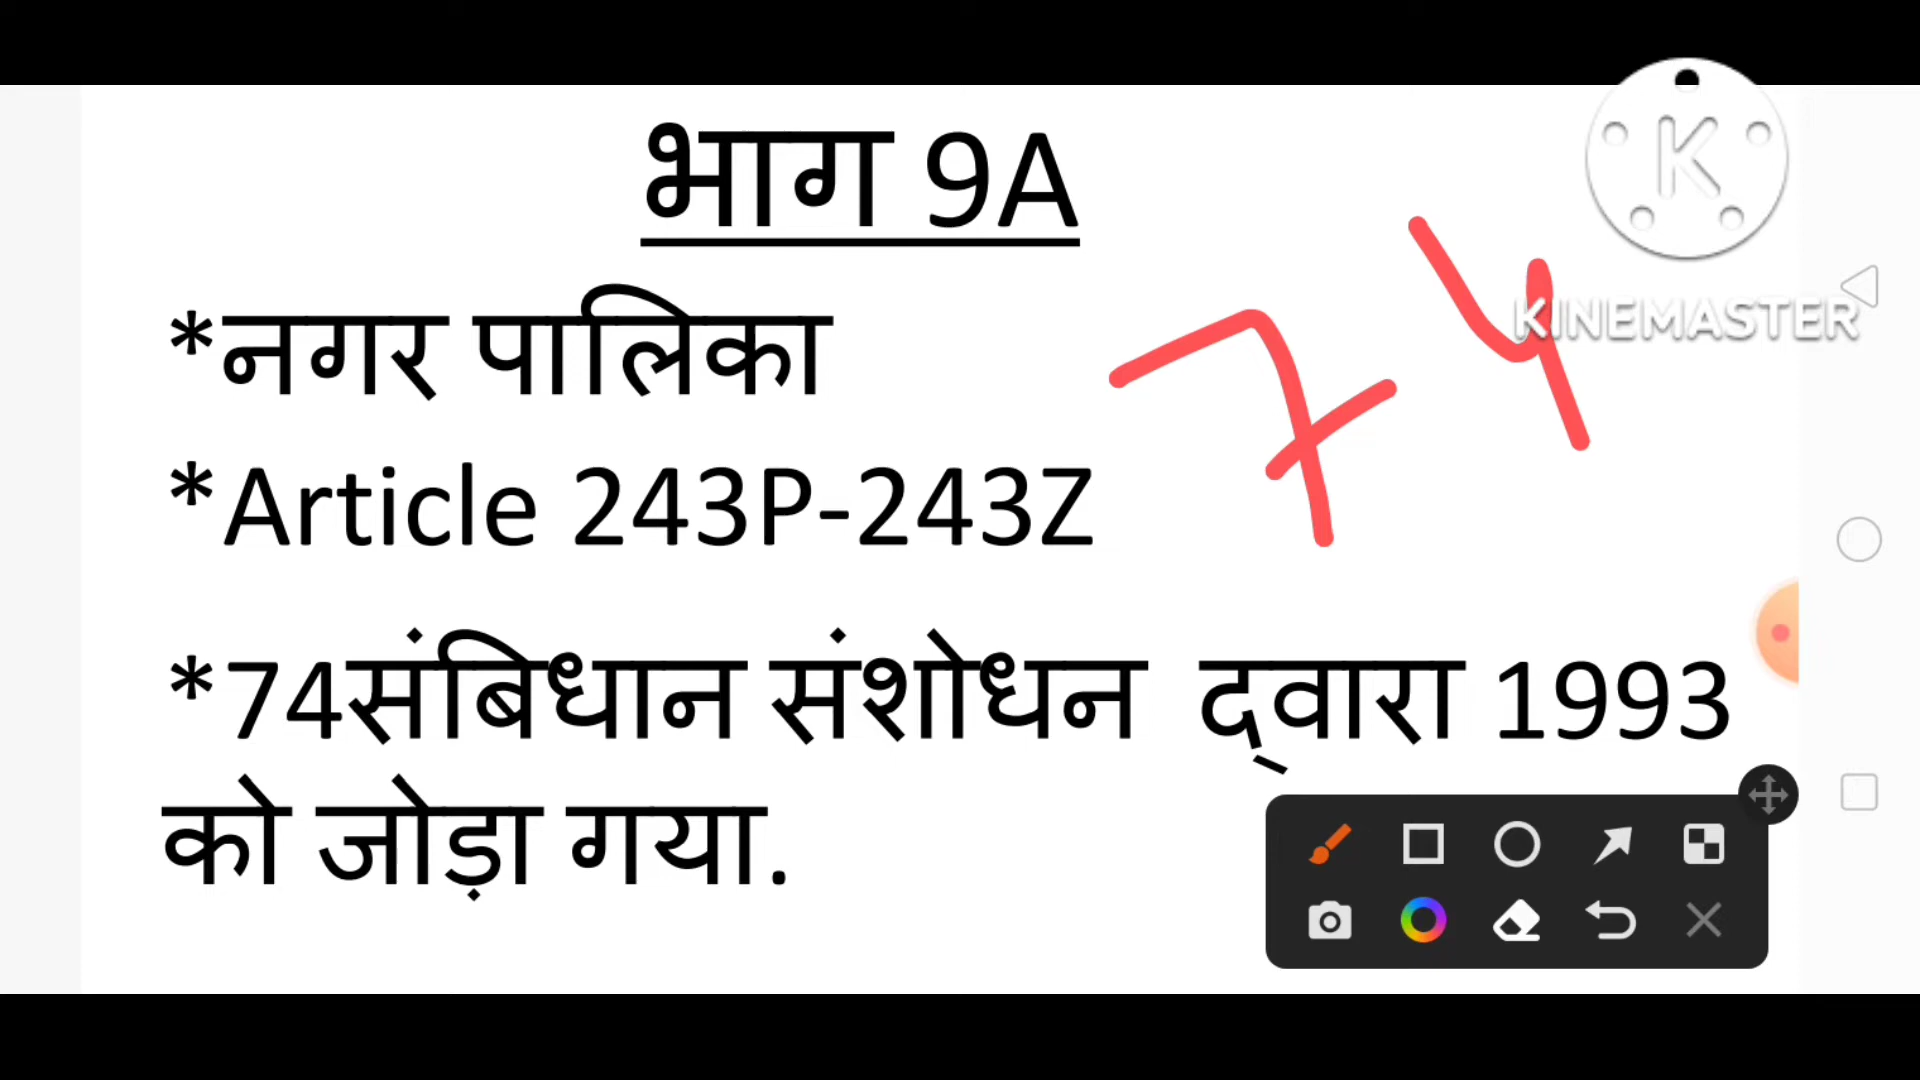 भाग 9A
*नगर पालिका
*Article 243P-243Z
*74संबिधान संशोधन द्‌वारा 1993
को जोड़ा गया.
74
K
KINEMASTER